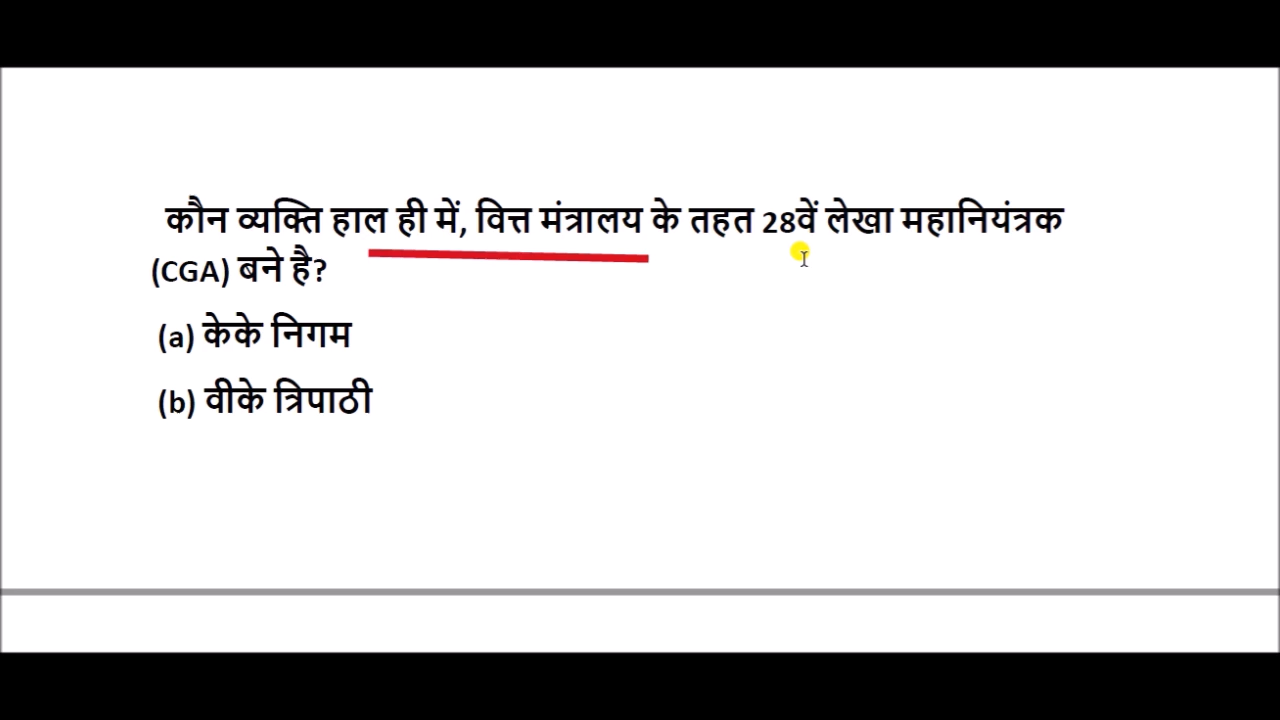 कौन व्यक्ति हाल ही में, वित्त मंत्रालय के तहत 28वें लेखा महानियंत्रक
(CGA) बने है?
(a) केके निगम
(b) वीके त्रिपाठी